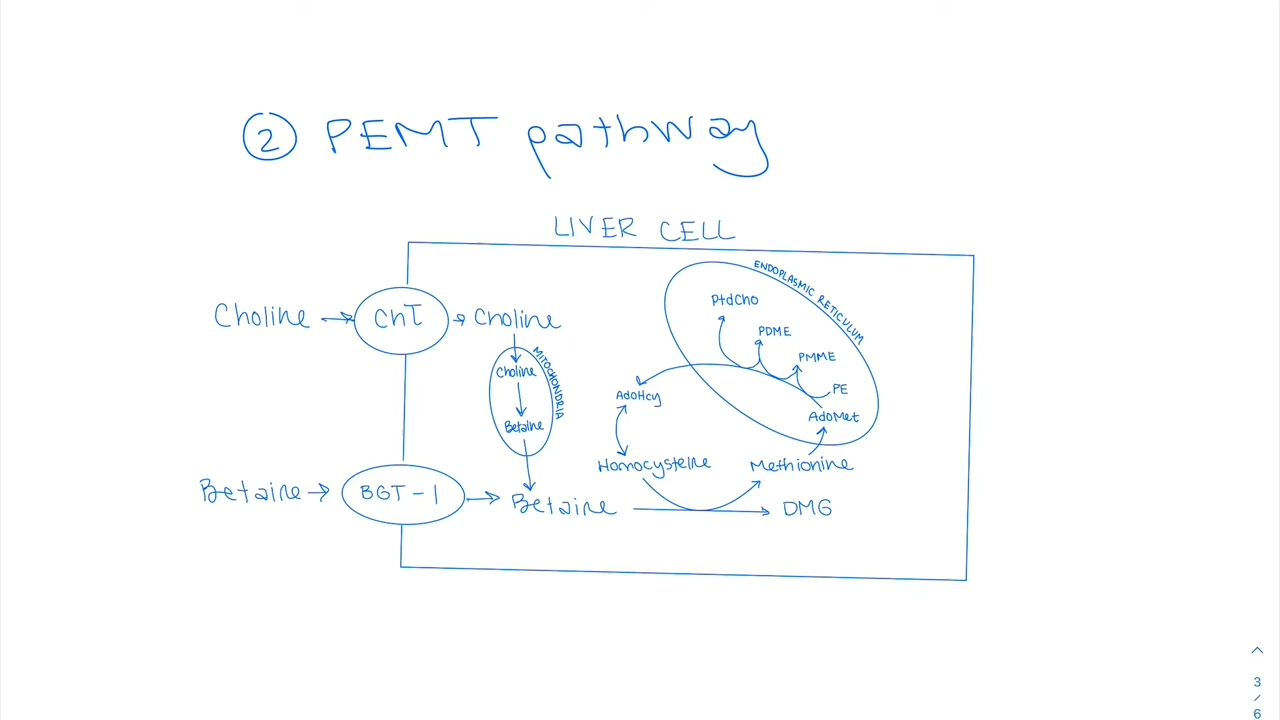 ② PEMT pathway
LIVER CELL
ENDOPLASMIC RETICULUM
PtdCho
PDME
PMME
PE
AdoMet
Choline → ChT → Choline
MITOCHONDRIA
Choline
Betaine
AdoHcy
Homocysteine
Methionine
Betaine → BGT-1 → Betaine → DMG
3
/
6